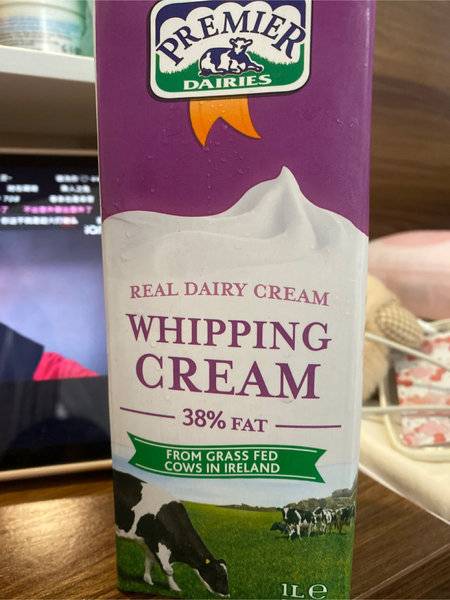 PREMIER
DAIRIES
REAL DAIRY CREAM
WHIPPING
CREAM
38% FAT
FROM GRASS FED
COWS IN IRELAND
1L e